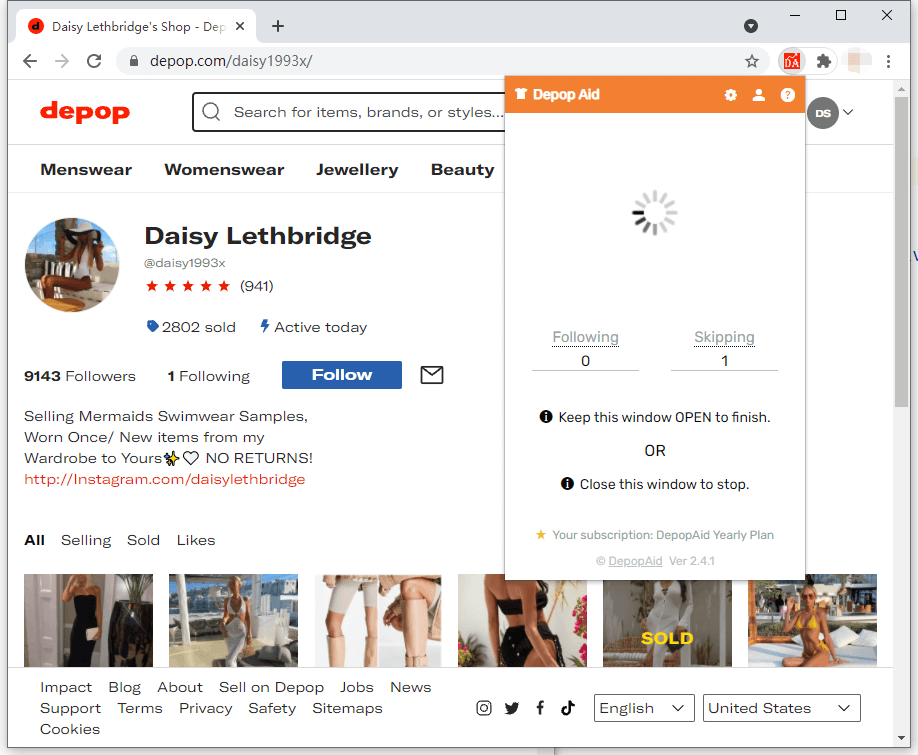 Daisy Lethbridge's Shop - Dep
depop.com/daisy1993x/
DA
depop
Search for items, brands, or styles...
DS
Menswear Womenswear Jewellery Beauty
Daisy Lethbridge
@daisy1993x
(941)
2802 sold Active today
9143 Followers 1 Following Follow
Selling Mermaids Swimwear Samples,
Worn Once/ New items from my
Wardrobe to Yours✨♡ NO RETURNS!
http://Instagram.com/daisylethbridge
All Selling Sold Likes
SOLD
Depop Aid
Following Skipping
0 1
Keep this window OPEN to finish.
OR
Close this window to stop.
★ Your subscription: DepopAid Yearly Plan
© DepopAid Ver 2.4.1
Impact Blog About Sell on Depop Jobs News
Support Terms Privacy Safety Sitemaps
Cookies
English United States